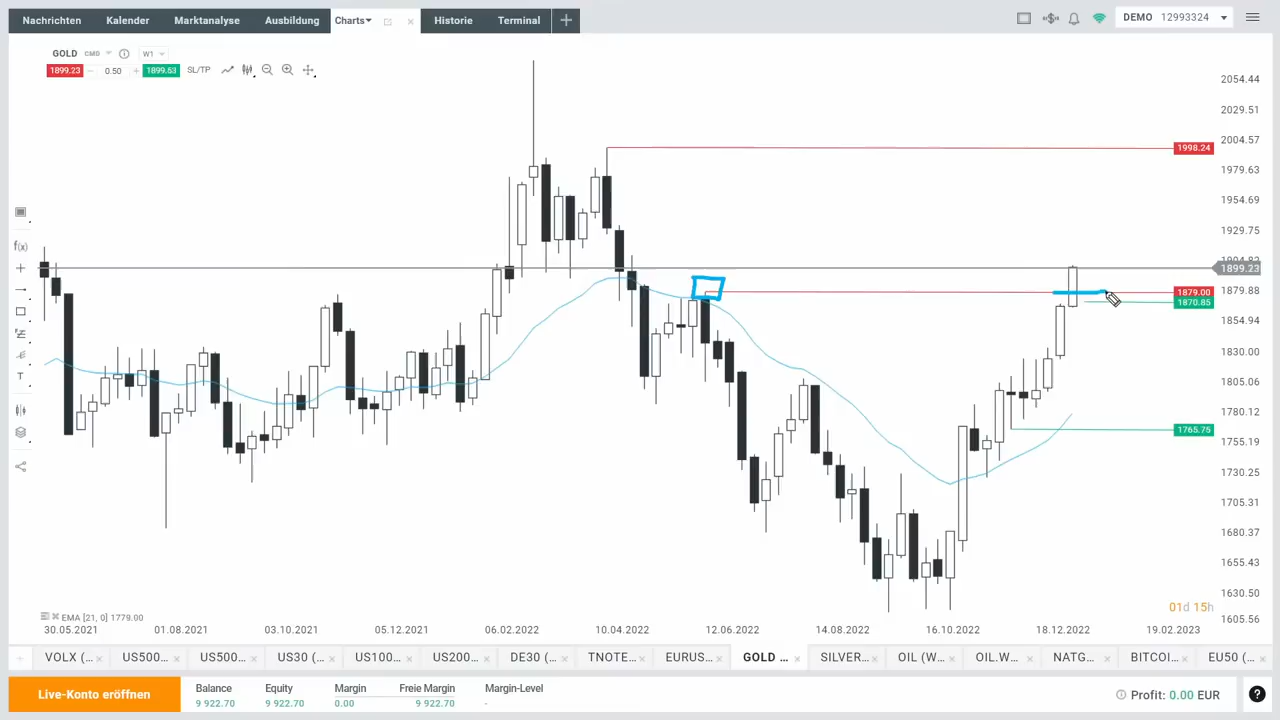 Nachrichten Kalender Marktanalyse Ausbildung Charts Historie Terminal
DEMO 12993324
GOLD CMD W1
1899.23 0.50 1899.53 SL/TP
2054.44
2029.51
2004.57
1998.24
1979.63
1954.69
1929.75
1904.82
1899.23
1879.88
1879.00
1870.85
1854.94
1830.00
1805.06
1780.12
1765.75
1755.19
1730.25
1705.31
1680.37
1655.43
1630.50
1605.56
f(x)
T
01d 15h
EMA [21, 0] 1779.00
30.05.2021 01.08.2021 03.10.2021 05.12.2021 06.02.2022 10.04.2022 12.06.2022 14.08.2022 16.10.2022 18.12.2022 19.02.2023
VOLX (... US500... US500... US30 (... US100... US200... DE30 (... TNOTE... EURUS... GOLD ... SILVER... OIL (W... OIL.W... NATG... BITCOI... EU50 (...
Live-Konto eröffnen
Balance Equity Margin Freie Margin Margin-Level
9 922.70 9 922.70 0.00 9 922.70 -
Profit: 0.00 EUR